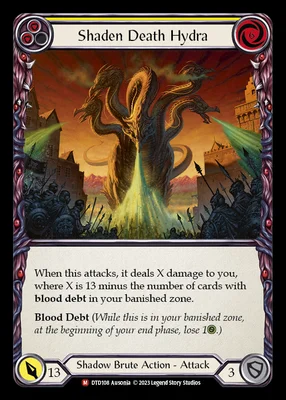 Shaden Death Hydra
When this attacks, it deals X damage to you,
where X is 13 minus the number of cards with
blood debt in your banished zone.
Blood Debt (While this is in your banished zone,
at the beginning of your end phase, lose 1.)
13
Shadow Brute Action - Attack
3
M DTD108 Ausonia © 2023 Legend Story Studios